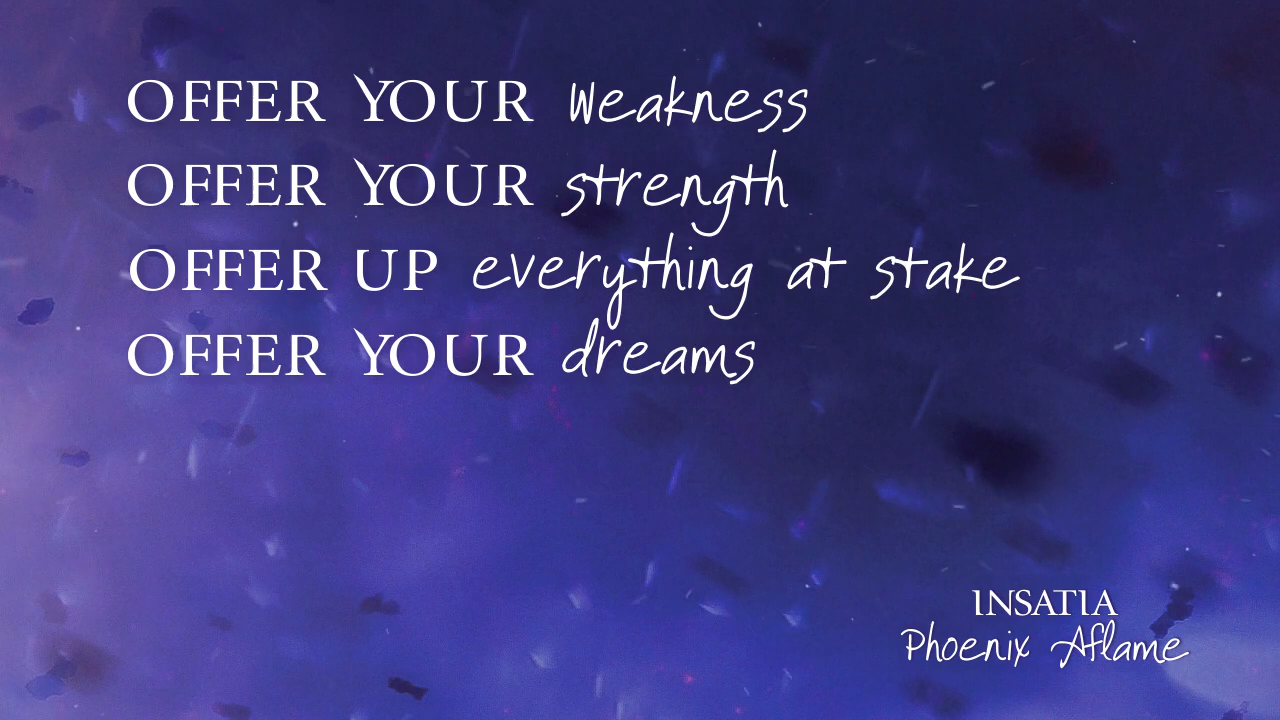 OFFER YOUR weakness
OFFER YOUR strength
OFFER UP everything at stake
OFFER YOUR dreams
INSATIA
Phoenix Aflame